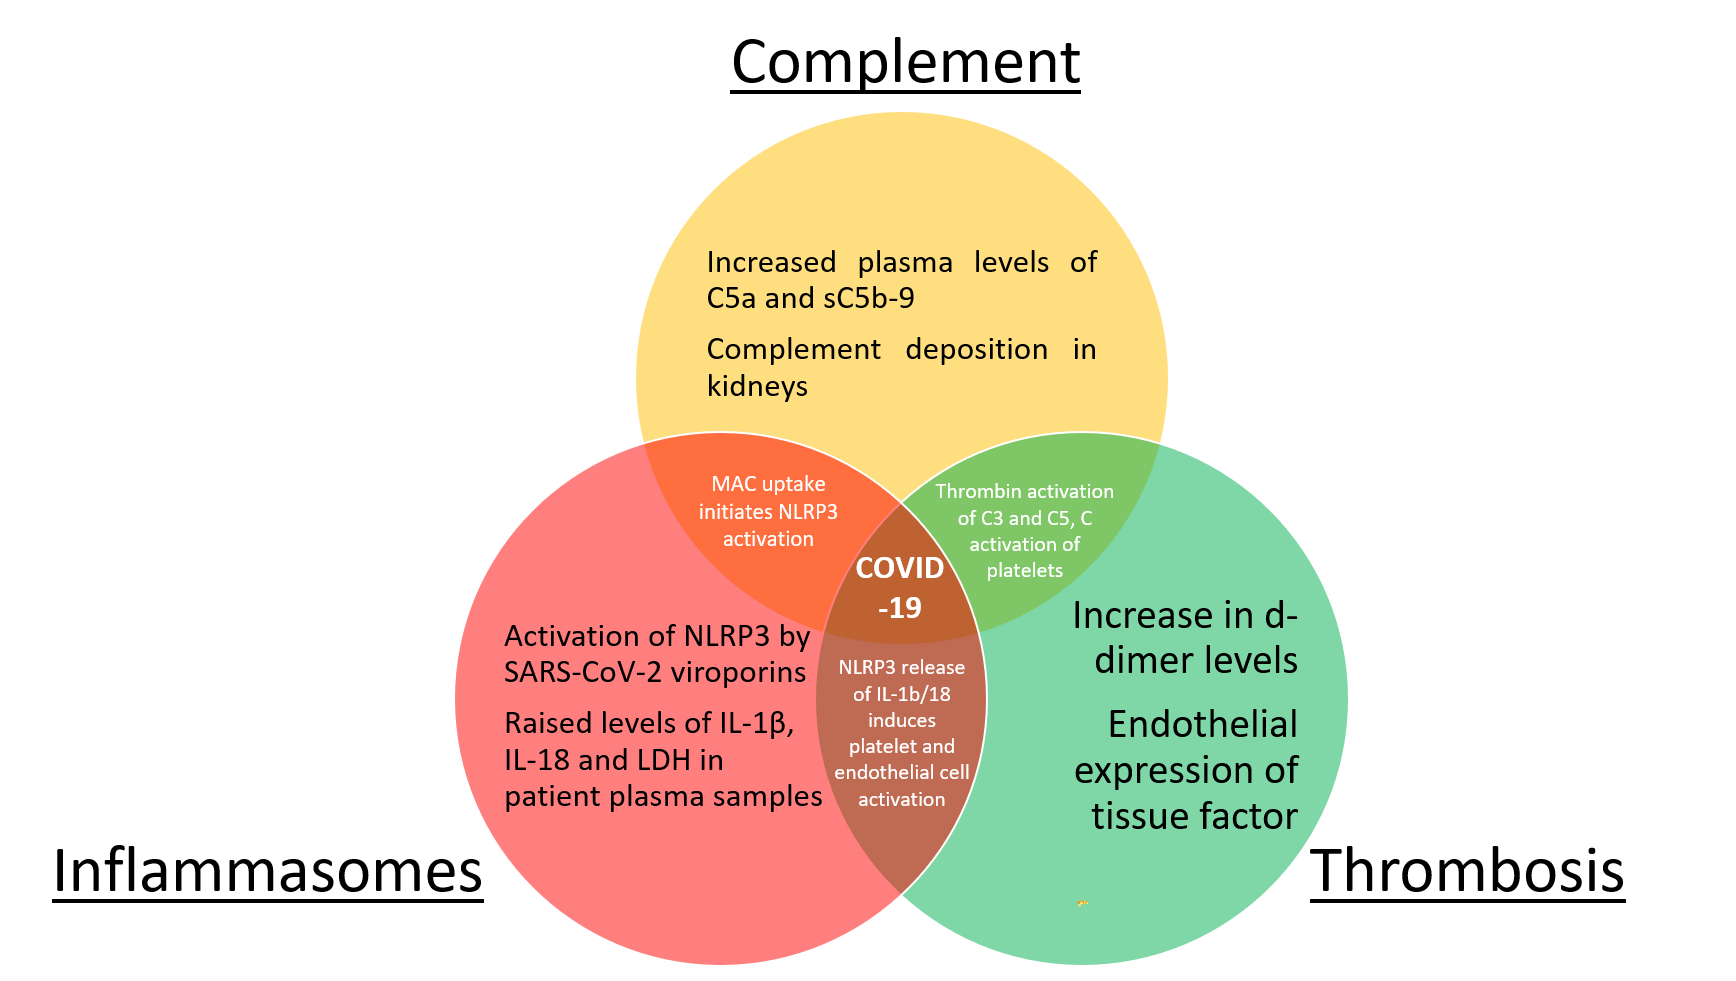 Complement
Increased plasma levels of
C5a and sC5b-9
Complement deposition in
kidneys
MAC uptake
initiates NLRP3
activation
Thrombin activation
of C3 and C5, C
activation of
platelets
COVID
-19
Activation of NLRP3 by
SARS-CoV-2 viroporins
Raised levels of IL-1β,
IL-18 and LDH in
patient plasma samples
NLRP3 release
of IL-1b/18
induces
platelet and
endothelial cell
activation
Increase in d-
dimer levels
Endothelial
expression of
tissue factor
Inflammasomes
Thrombosis